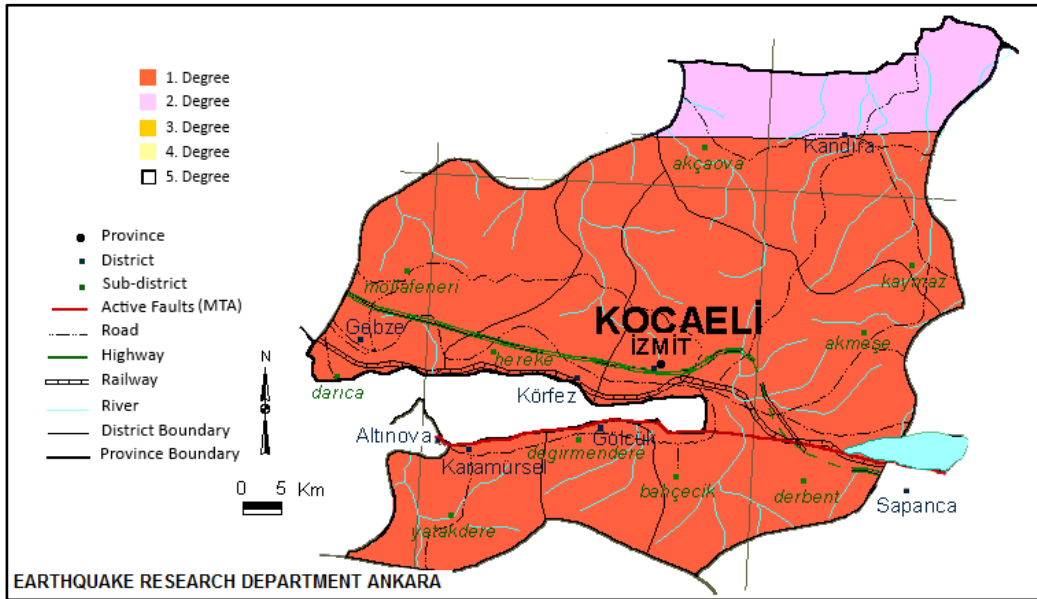 1. Degree
2. Degree
3. Degree
4. Degree
5. Degree
Province
District
Sub-district
Active Faults (MTA)
Road
Highway
Railway
River
District Boundary
Province Boundary
N
0 5 Km
Kandıra
akçaova
kaymaz
mollafeneri
KOCAELİ
İZMİT
akmeşe
Gebze
hereke
darıca
Körfez
Altınova
Gölcük
degirmendere
Karamürsel
bahçecik
derbent
Sapanca
yatakdere
EARTHQUAKE RESEARCH DEPARTMENT ANKARA